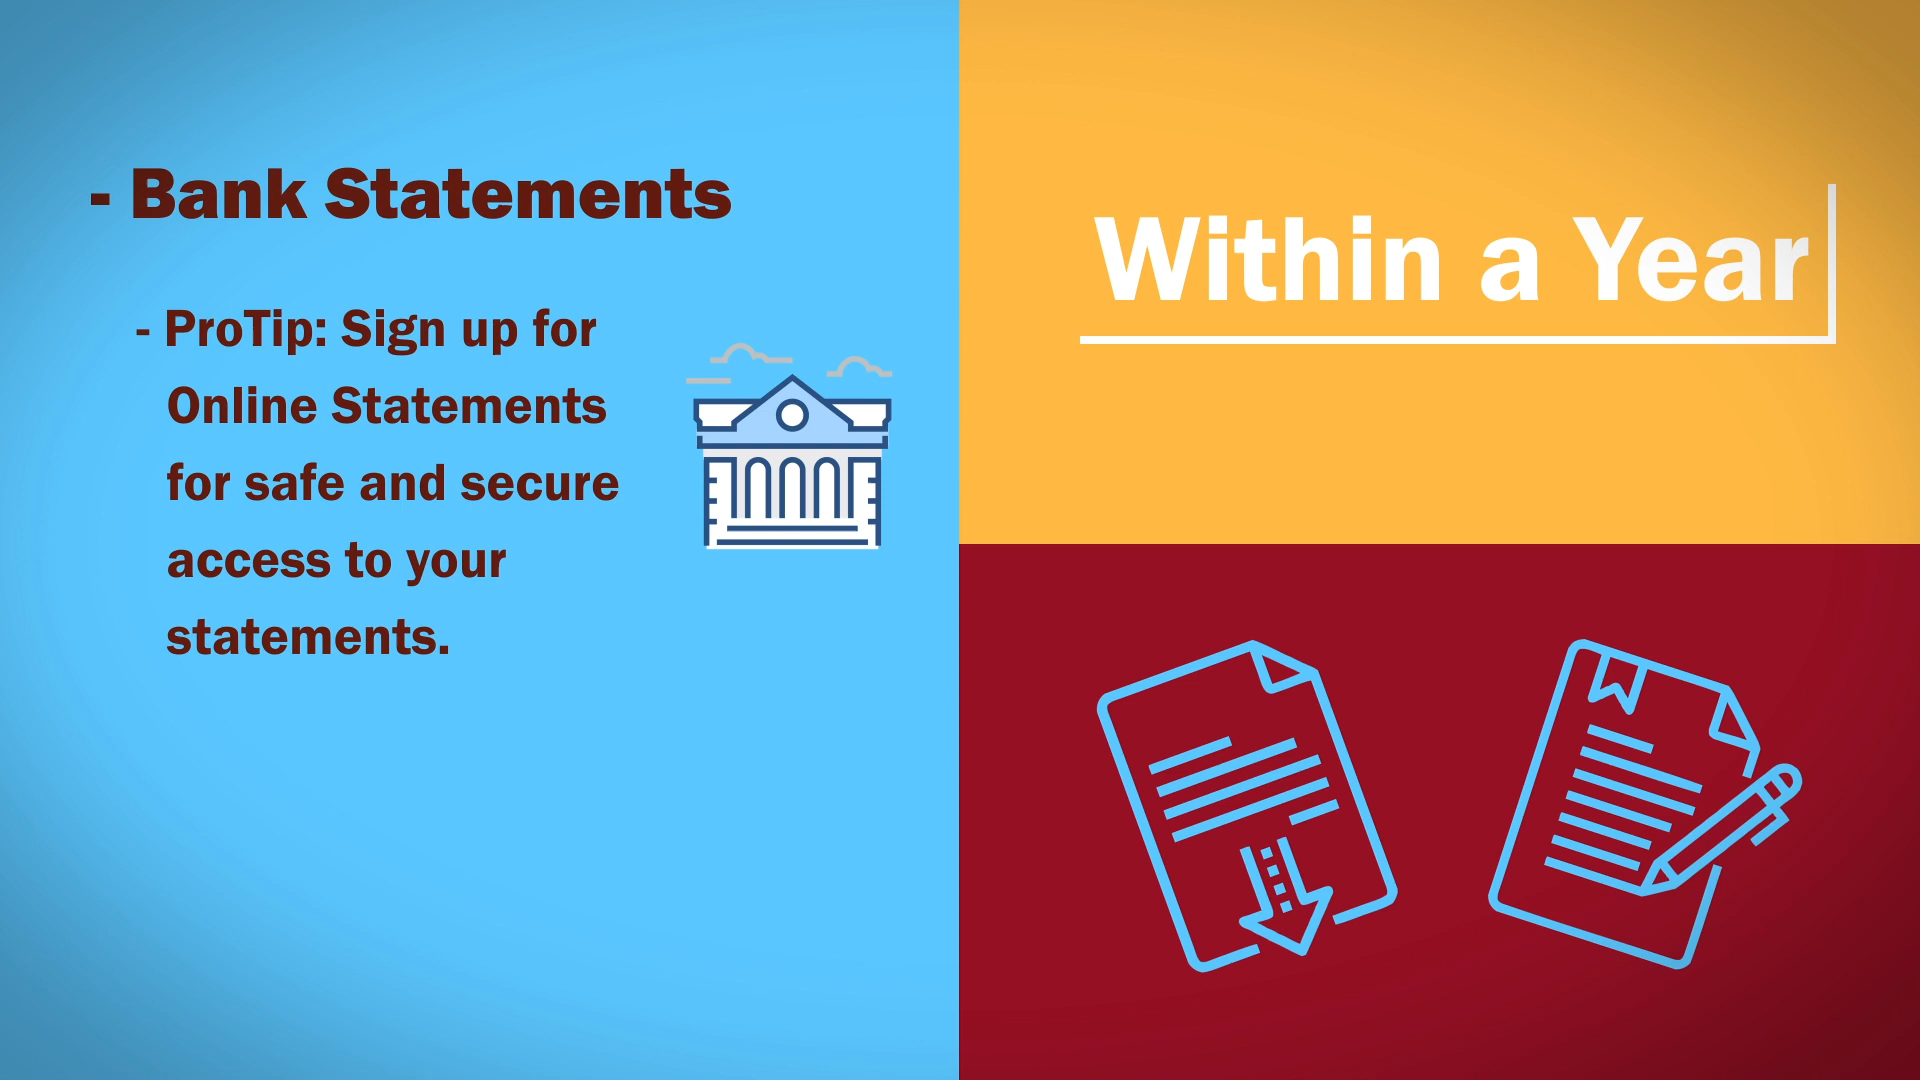 - Bank Statements
- ProTip: Sign up for
Online Statements
for safe and secure
access to your
statements.
Within a Year